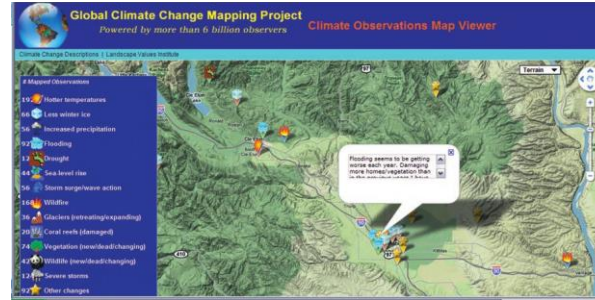 Global Climate Change Mapping Project
Powered by more than 6 billion observers
Climate Observations Map Viewer
Climate Change Descriptions | Landscape Values Institute
# Mapped Observations
Hotter temperatures
66 Less winter ice
56 Increased precipitation
92 Flooding
Drought
44 Sea-level rise
56 Storm surge/wave action
168 Wildfire
36 Glaciers (retreating/expanding)
20 Coral reefs (damaged)
74 Vegetation (new/dead/changing)
42 Wildlife (new/dead/changing)
Severe storms
92 Other changes
Terrain
Flooding seems to be getting
worse each year. Damaging
more homes/vegetation than
97
97